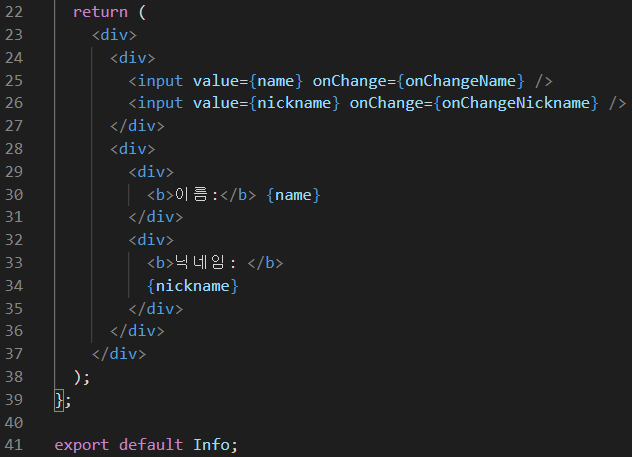 22 return (
23 <div>
24 <div>
25 <input value={name} onChange={onChangeName} />
26 <input value={nickname} onChange={onChangeNickname} />
27 </div>
28 <div>
29 <div>
30 <b>이름:</b> {name}
31 </div>
32 <div>
33 <b>닉네임: </b>
34 {nickname}
35 </div>
36 </div>
37 </div>
38 );
39 };
40
41 export default Info;